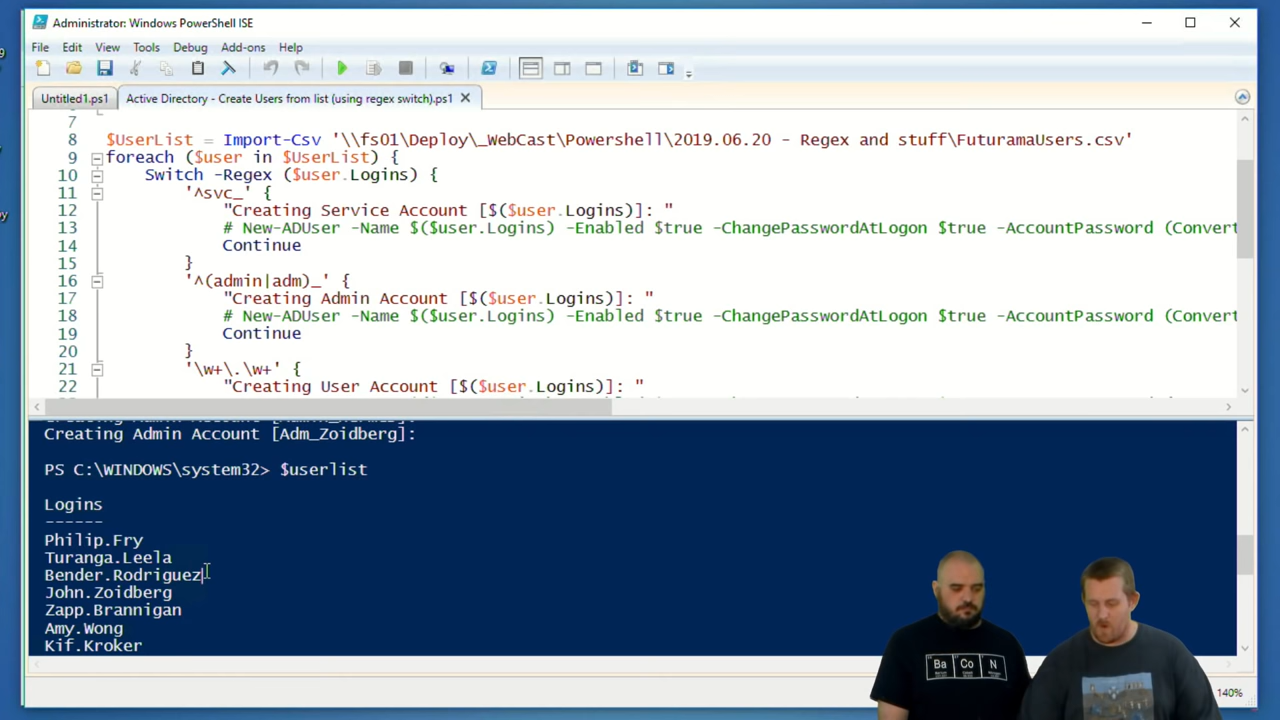 Administrator: Windows PowerShell ISE
File Edit View Tools Debug Add-ons Help
Untitled1.ps1 Active Directory - Create Users from list (using regex switch).ps1
7
8 $UserList = Import-Csv '\\fs01\Deploy\_WebCast\Powershell\2019.06.20 - Regex and stuff\FuturamaUsers.csv'
9 foreach ($user in $UserList) {
10 Switch -Regex ($user.Logins) {
11 '^svc_' {
12 "Creating Service Account [$($user.Logins)]: "
13 # New-ADUser -Name $($user.Logins) -Enabled $true -ChangePasswordAtLogon $true -AccountPassword (Convert
14 Continue
15 }
16 '^(admin|adm)_' {
17 "Creating Admin Account [$($user.Logins)]: "
18 # New-ADUser -Name $($user.Logins) -Enabled $true -ChangePasswordAtLogon $true -AccountPassword (Convert
19 Continue
20 }
21 '\w+\.\w+' {
22 "Creating User Account [$($user.Logins)]: "
Creating Admin Account [Adm_Zoidberg]:
PS C:\WINDOWS\system32> $userlist
Logins
------
Philip.Fry
Turanga.Leela
Bender.Rodriguez
John.Zoidberg
Zapp.Brannigan
Amy.Wong
Kif.Kroker
Ba Co N
140%